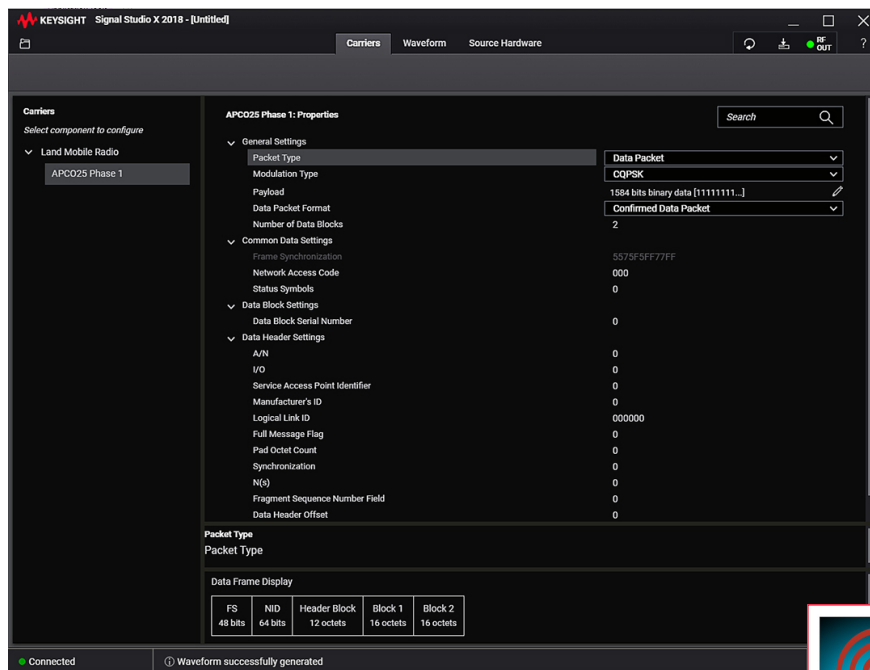 KEYSIGHT Signal Studio X 2018 - [Untitled]
Carriers Waveform Source Hardware RF OUT ?
Carriers
Select component to configure
Land Mobile Radio
APCO25 Phase 1
APCO25 Phase 1: Properties Search
General Settings
Packet Type Data Packet
Modulation Type CQPSK
Payload 1584 bits binary data [11111111...]
Data Packet Format Confirmed Data Packet
Number of Data Blocks 2
Common Data Settings
Frame Synchronization 5575F5FF77FF
Network Access Code 000
Status Symbols 0
Data Block Settings
Data Block Serial Number 0
Data Header Settings
A/N 0
I/O 0
Service Access Point Identifier 0
Manufacturer's ID 0
Logical Link ID 000000
Full Message Flag 0
Pad Octet Count 0
Synchronization 0
N(s) 0
Fragment Sequence Number Field 0
Data Header Offset 0
Packet Type
Packet Type
Data Frame Display
FS NID Header Block Block 1 Block 2
48 bits 64 bits 12 octets 16 octets 16 octets
Connected Waveform successfully generated